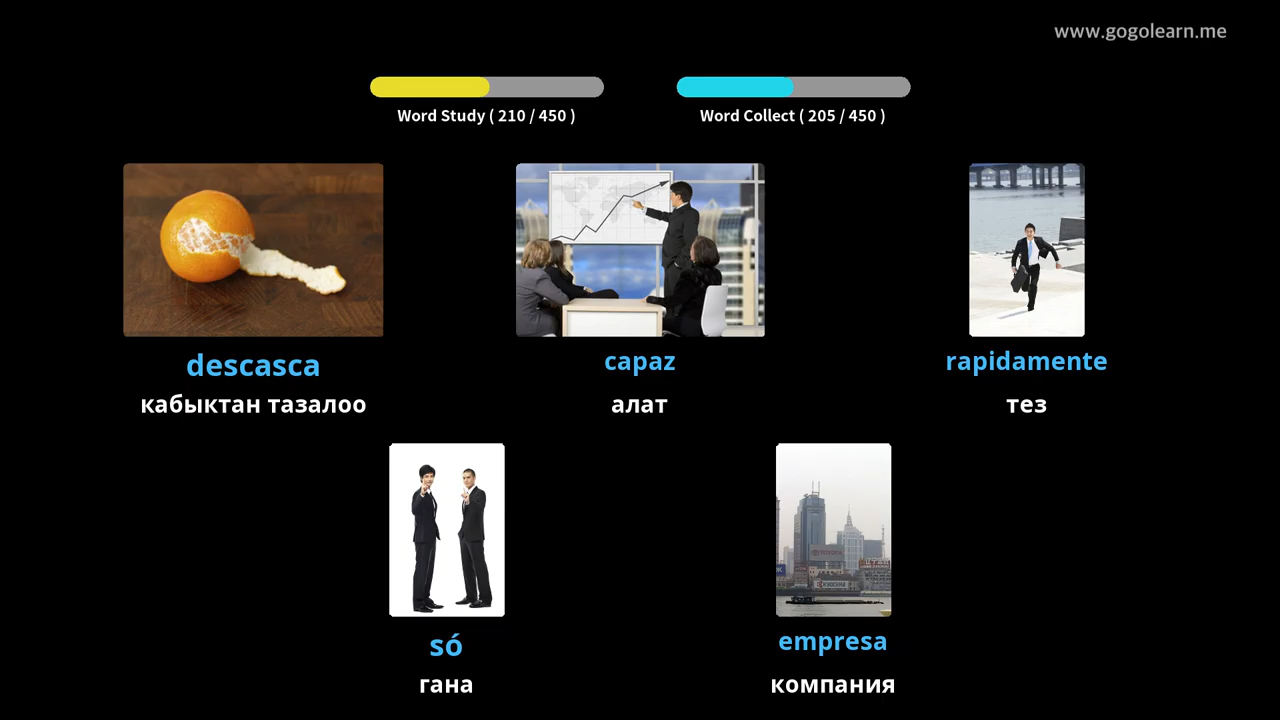 www.gogolearn.me
Word Study ( 210 / 450 )
Word Collect ( 205 / 450 )
descasca
кабыктан тазалоо
capaz
алат
rapidamente
тез
só
гана
TOYOTA
empresa
компания